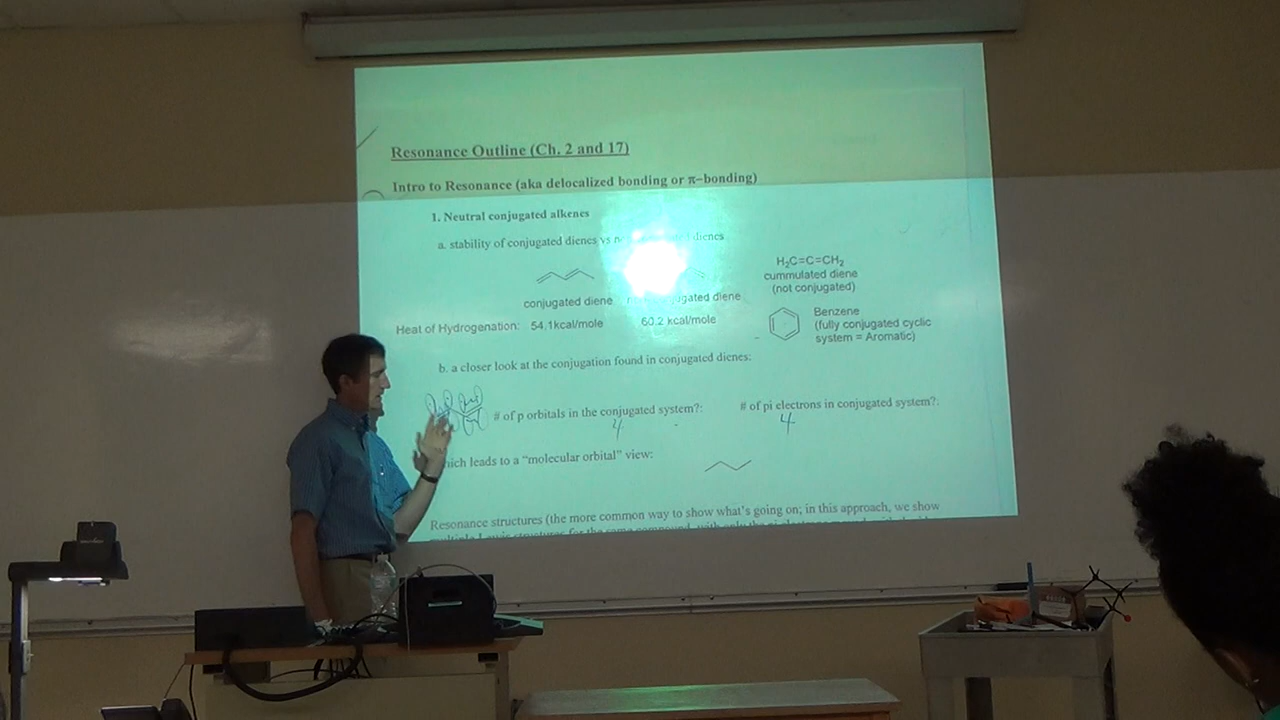 Resonance Outline (Ch. 2 and 17)
Intro to Resonance (aka delocalized bonding or π−bonding)
1. Neutral conjugated alkenes
a. stability of conjugated dienes vs dienes
H₂C=C=CH₂
cummulated diene
(not conjugated)
conjugated diene diene
Heat of Hydrogenation: 54.1kcal/mole 60.2 kcal/mole
Benzene
(fully conjugated cyclic
system = Aromatic)
b. a closer look at the conjugation found in conjugated dienes:
# of p orbitals in the conjugated system?: # of pi electrons in conjugated system?.
4 4
leads to a “molecular orbital” view:
Resonance structures (the more common way to show what's going on; in this approach, we show